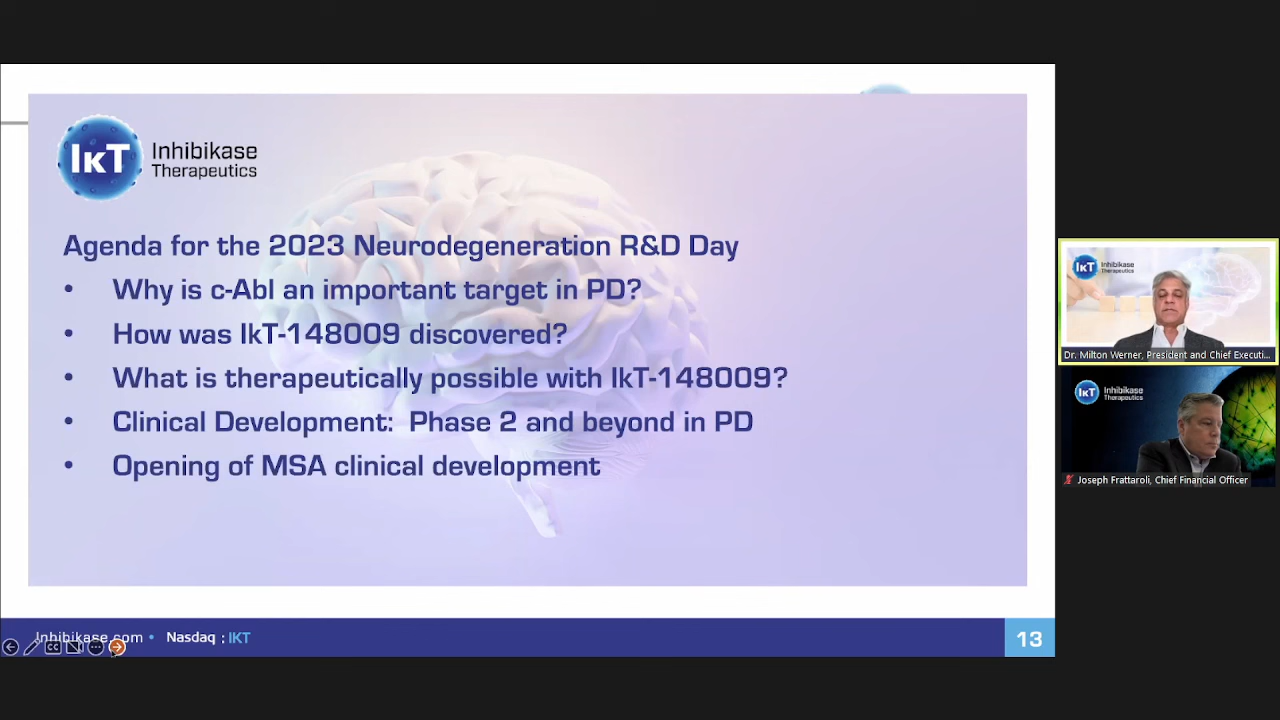 IKT
Inhibikase
Therapeutics
Agenda for the 2023 Neurodegeneration R&D Day
• Why is c-Abl an important target in PD?
• How was IkT-148009 discovered?
• What is therapeutically possible with IkT-148009?
• Clinical Development: Phase 2 and beyond in PD
• Opening of MSA clinical development
Inhibikase.com • Nasdaq : IKT
13
IKT
Inhibikase
Therapeutics
Dr. Milton Werner, President and Chief Executi...
IKT
Inhibikase
Therapeutics
Joseph Frattaroli, Chief Financial Officer
CC